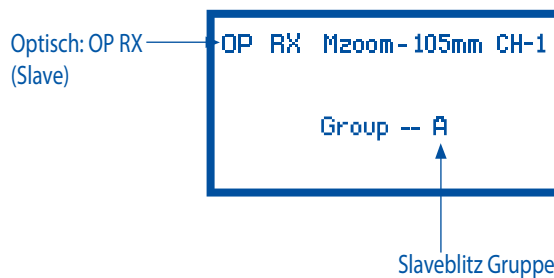 Optisch: OP RX
(Slave)
OP RX Mzoom-105mm CH-1
Group -- A
Slaveblitz Gruppe